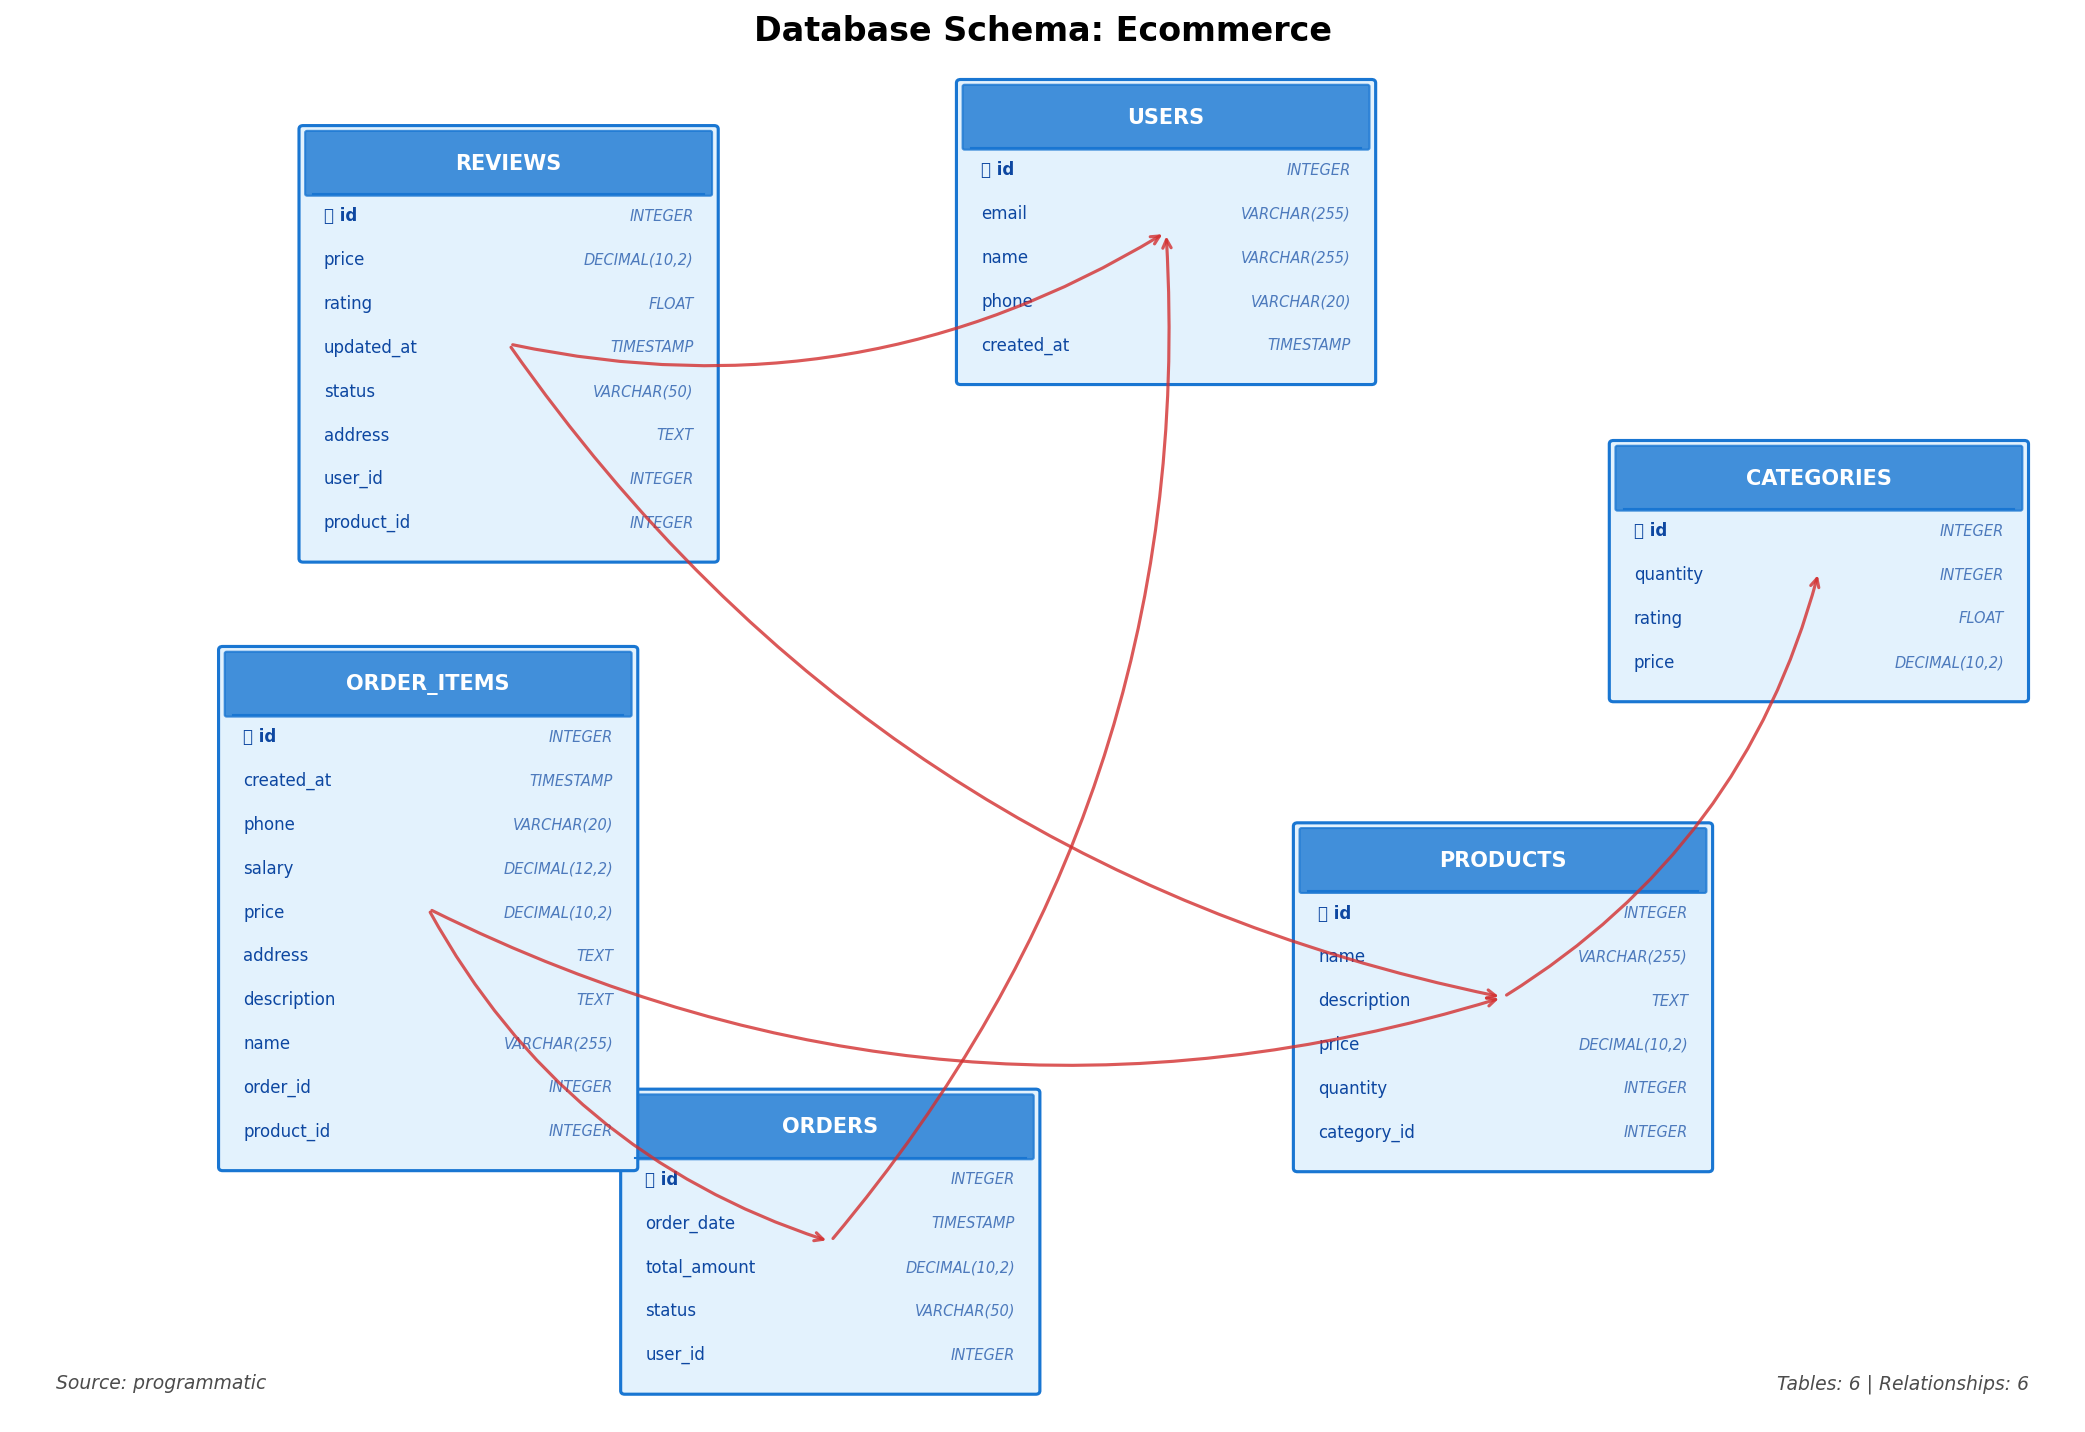 Database Schema: Ecommerce
USERS
id INTEGER
email VARCHAR(255)
name VARCHAR(255)
phone VARCHAR(20)
created_at TIMESTAMP
REVIEWS
id INTEGER
price DECIMAL(10,2)
rating FLOAT
updated_at TIMESTAMP
status VARCHAR(50)
address TEXT
user_id INTEGER
product_id INTEGER
CATEGORIES
id INTEGER
quantity INTEGER
rating FLOAT
price DECIMAL(10,2)
ORDER_ITEMS
id INTEGER
created_at TIMESTAMP
phone VARCHAR(20)
salary DECIMAL(12,2)
price DECIMAL(10,2)
address TEXT
description TEXT
name VARCHAR(255)
order_id INTEGER
product_id INTEGER
PRODUCTS
id INTEGER
name VARCHAR(255)
description TEXT
price DECIMAL(10,2)
quantity INTEGER
category_id INTEGER
ORDERS
id INTEGER
order_date TIMESTAMP
total_amount DECIMAL(10,2)
status VARCHAR(50)
user_id INTEGER
Source: programmatic
Tables: 6 | Relationships: 6